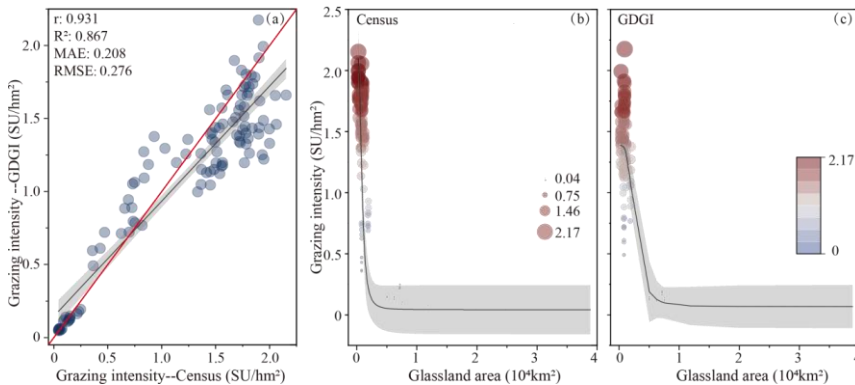 r: 0.931
R²: 0.867
MAE: 0.208
RMSE: 0.276
(a)
Grazing intensity --GDGI (SU/hm²)
2.0
1.5
1.0
0.5
0
0
0.5
1.0
1.5
2.0
Grazing intensity--Census (SU/hm²)
Census
(b)
Grazing intensity (SU/hm²)
2.5
2.0
1.5
1.0
0.5
0
0.04
0.75
1.46
2.17
0
1
2
3
4
Glassland area (10⁴km²)
GDGI
(c)
2.17
0
0
1
2
3
4
Glassland area (10⁴km²)